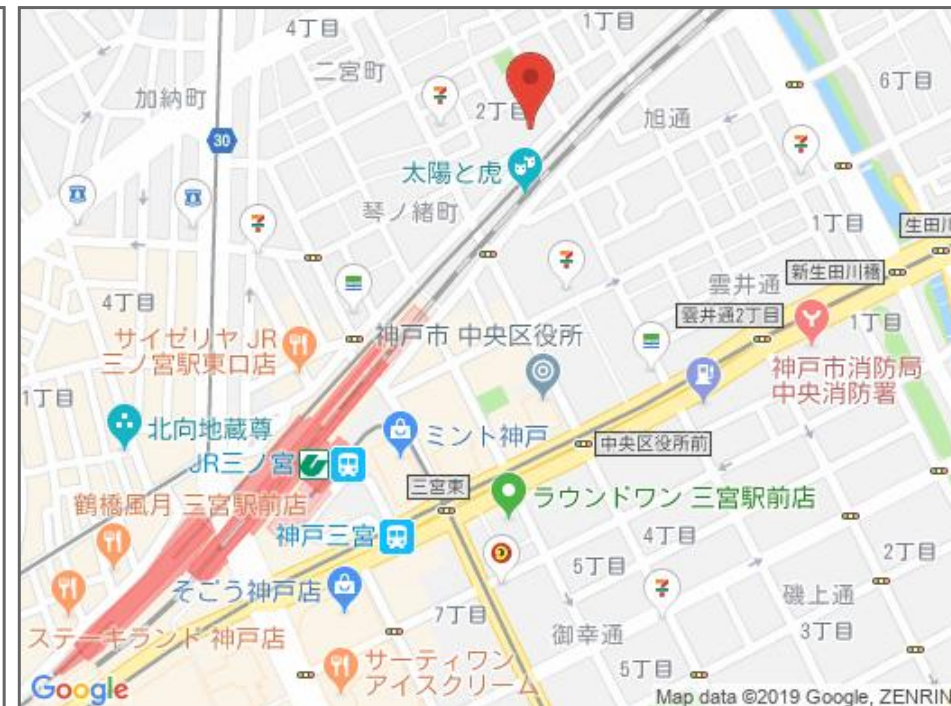 4丁目
1丁目
二宮町
6丁目
加納町
2丁目
旭通
30
太陽と虎
琴ノ緒町
1丁目
生田川
雲井通
新生田川橋
4丁目
雲井通2丁目
1丁目
サイゼリヤ JR
三ノ宮駅東口店
神戸市 中央区役所
神戸市消防局
中央消防署
1丁目
北向地蔵尊
ミント神戸
中央区役所前
JR三ノ宮
三宮東
鶴橋風月 三宮駅前店
ラウンドワン 三宮駅前店
神戸三宮
4丁目
2丁目
5丁目
そごう神戸店
磯上通
7丁目
御幸通
3丁目
ステーキランド 神戸店
サーティワン
アイスクリーム
5丁目
Google
Map data ©2019 Google, ZENRIN